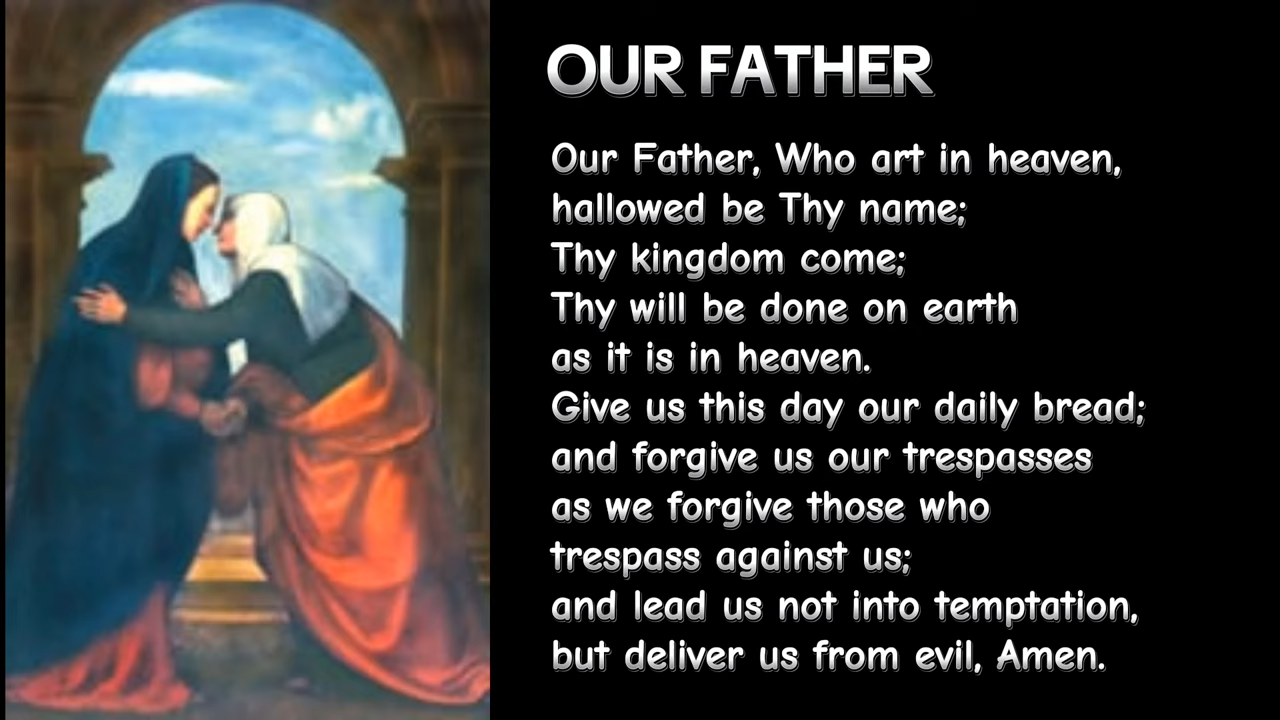 OUR FATHER
Our Father, Who art in heaven,
hallowed be Thy name;
Thy kingdom come;
Thy will be done on earth
as it is in heaven.
Give us this day our daily bread;
and forgive us our trespasses
as we forgive those who
trespass against us;
and lead us not into temptation,
but deliver us from evil, Amen.